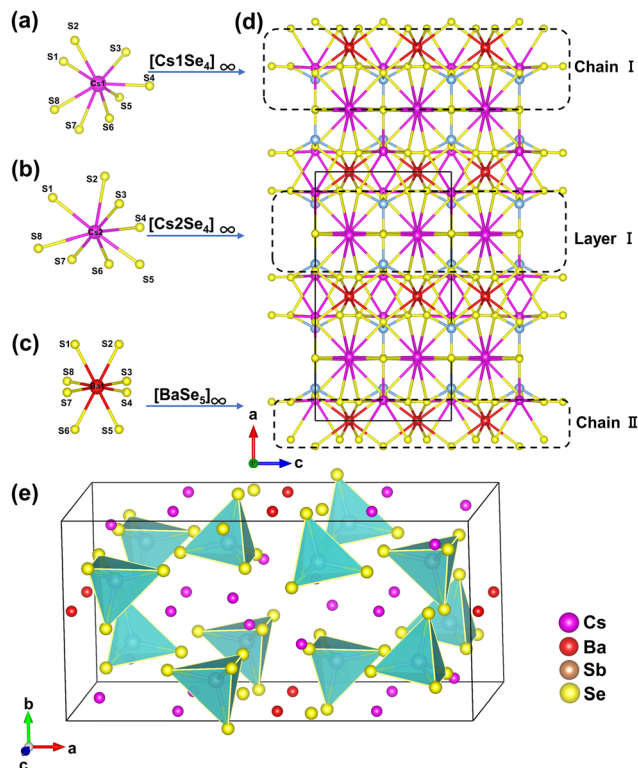 (a)
S2
S1
S3
Cs1
S4
S5
S8
S7
S6
[Cs1Se4] ∞
(d)
Chain I
(b)
S2
S1
S3
S4
Cs2
S8
S7
S6
S5
[Cs2Se4] ∞
Layer I
(c)
S1
S2
S8
S3
Ba1
S7
S4
S6
S5
[BaSe5]∞
a
c
Chain II
(e)
Cs
Ba
Sb
Se
b
a
c